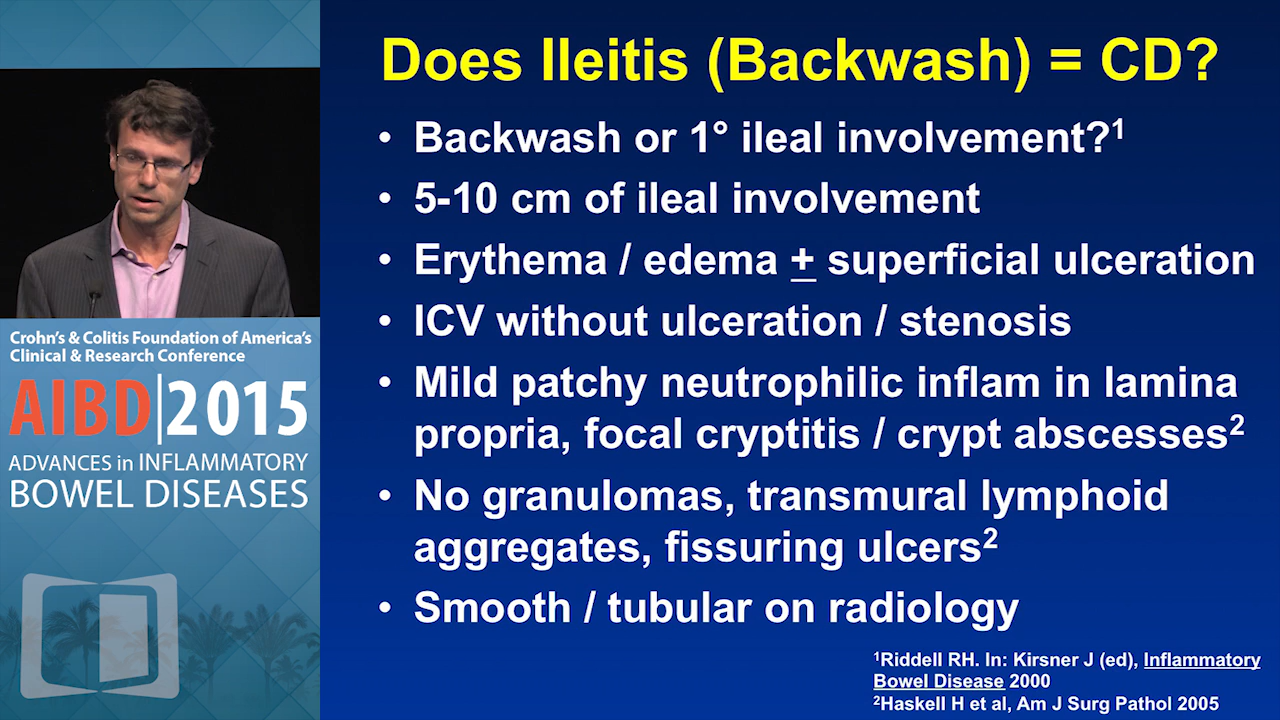 Does Ileitis (Backwash) = CD?
• Backwash or 1° ileal involvement?1
• 5-10 cm of ileal involvement
• Erythema / edema + superficial ulceration
• ICV without ulceration / stenosis
• Mild patchy neutrophilic inflam in lamina
propria, focal cryptitis / crypt abscesses2
• No granulomas, transmural lymphoid
aggregates, fissuring ulcers2
• Smooth / tubular on radiology
1Riddell RH. In: Kirsner J (ed), Inflammatory
Bowel Disease 2000
2Haskell H et al, Am J Surg Pathol 2005
Crohn's & Colitis Foundation of America's
Clinical & Research Conference
AIBD|2015
ADVANCES in INFLAMMATORY
BOWEL DISEASES